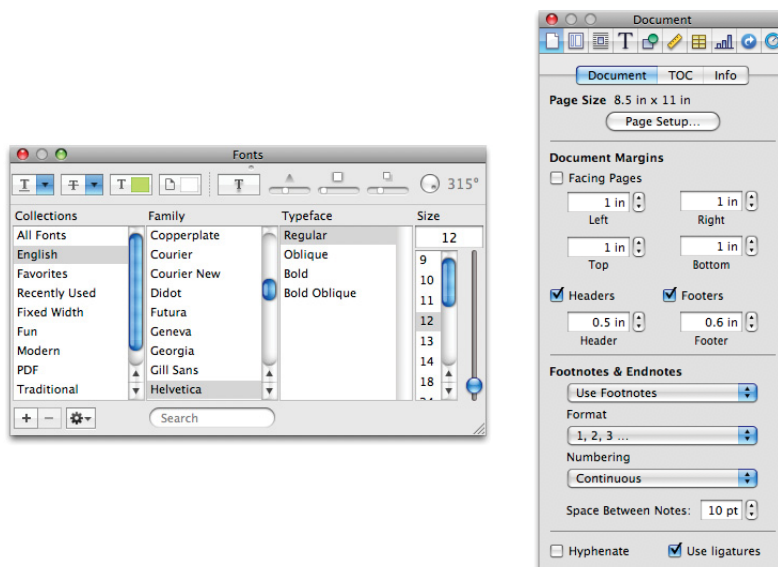 Fonts
T T T T 315°
Collections Family Typeface Size
All Fonts Copperplate Regular 12
English Courier Oblique 9
Favorites Courier New Bold 10
Recently Used Didot Bold Oblique 11
Fixed Width Futura 12
Fun Geneva 13
Modern Georgia 14
PDF Gill Sans 18
Traditional Helvetica
Search
Document
T
Document TOC Info
Page Size 8.5 in x 11 in
Page Setup...
Document Margins
Facing Pages
1 in 1 in
Left Right
1 in 1 in
Top Bottom
Headers Footers
0.5 in 0.6 in
Header Footer
Footnotes & Endnotes
Use Footnotes
Format
1, 2, 3 ...
Numbering
Continuous
Space Between Notes: 10 pt
Hyphenate Use ligatures